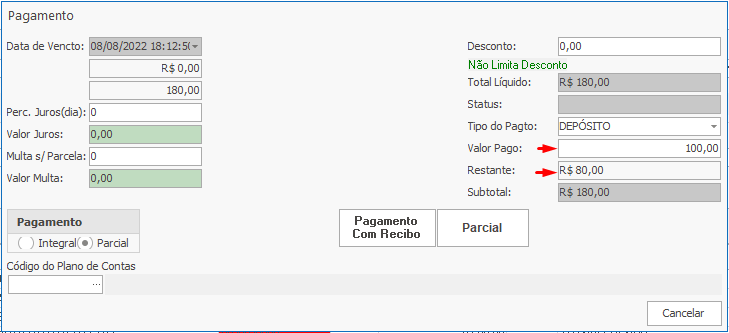 Pagamento
Data de Vencto: 08/08/2022 18:12:50
R$ 0,00
180,00
Perc. Juros(dia): 0
Valor Juros: 0,00
Multa s/Parcela: 0
Valor Multa: 0,00
Desconto: 0,00
Não Limita Desconto
Total Líquido: R$ 180,00
Status:
Tipo do Pagto: DEPÓSITO
Valor Pago: 100,00
Restante: R$ 80,00
Subtotal: R$ 180,00
Pagamento
Integral Parcial
Pagamento
Com Recibo
Parcial
Código do Plano de Contas
...
Cancelar